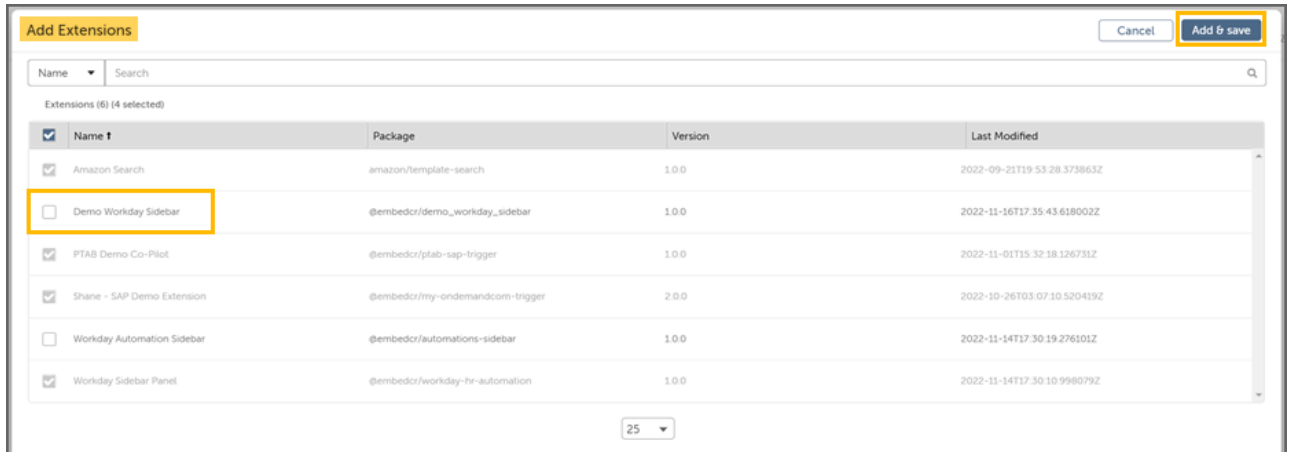 Add Extensions Cancel Add & save
Name Search
Extensions (6) (4 selected)
Name Package Version Last Modified
Amazon Search amazon/template-search 1.0.0 2022-09-21T19:53:28.373863Z
Demo Workday Sidebar @embedcr/demo_workday_sidebar 1.0.0 2022-11-16T17:35:43.618002Z
PTAB Demo Co-Pilot @embedcr/ptab-sap-trigger 1.0.0 2022-11-01T15:32:18.126731Z
Shane - SAP Demo Extension @embedcr/my-ondemandcom-trigger 2.0.0 2022-10-26T03:07:10.520419Z
Workday Automation Sidebar @embedcr/automations-sidebar 1.0.0 2022-11-14T17:30:19.276101Z
Workday Sidebar Panel @embedcr/workday-hr-automation 1.0.0 2022-11-14T17:30:10.998079Z
25